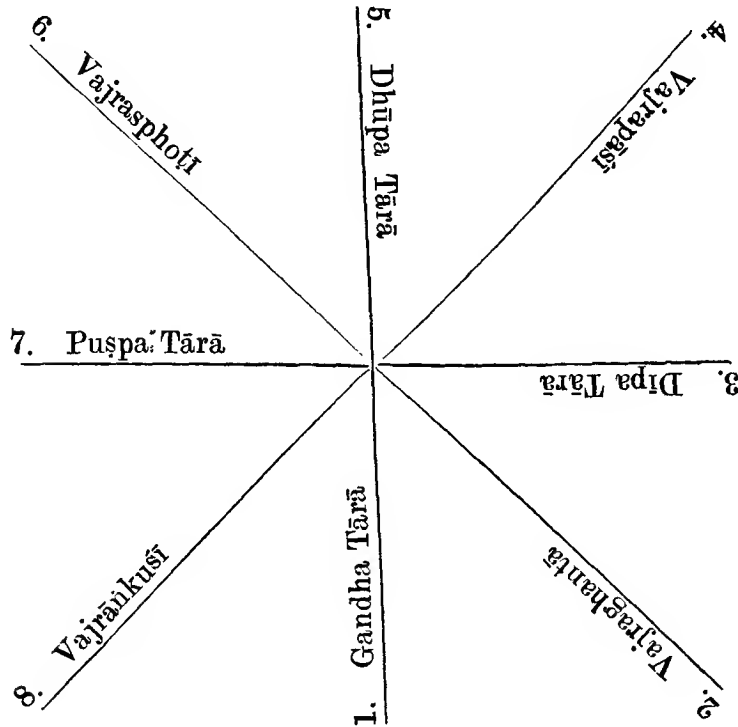 1. Gandha Tārā
2. Vajraghantā
3. Dīpa Tārā
4. Vajrapāśī
5. Dhūpa Tārā
6. Vajrasphoṭī
7. Puṣpa Tārā
8. Vajrāṅkuśī